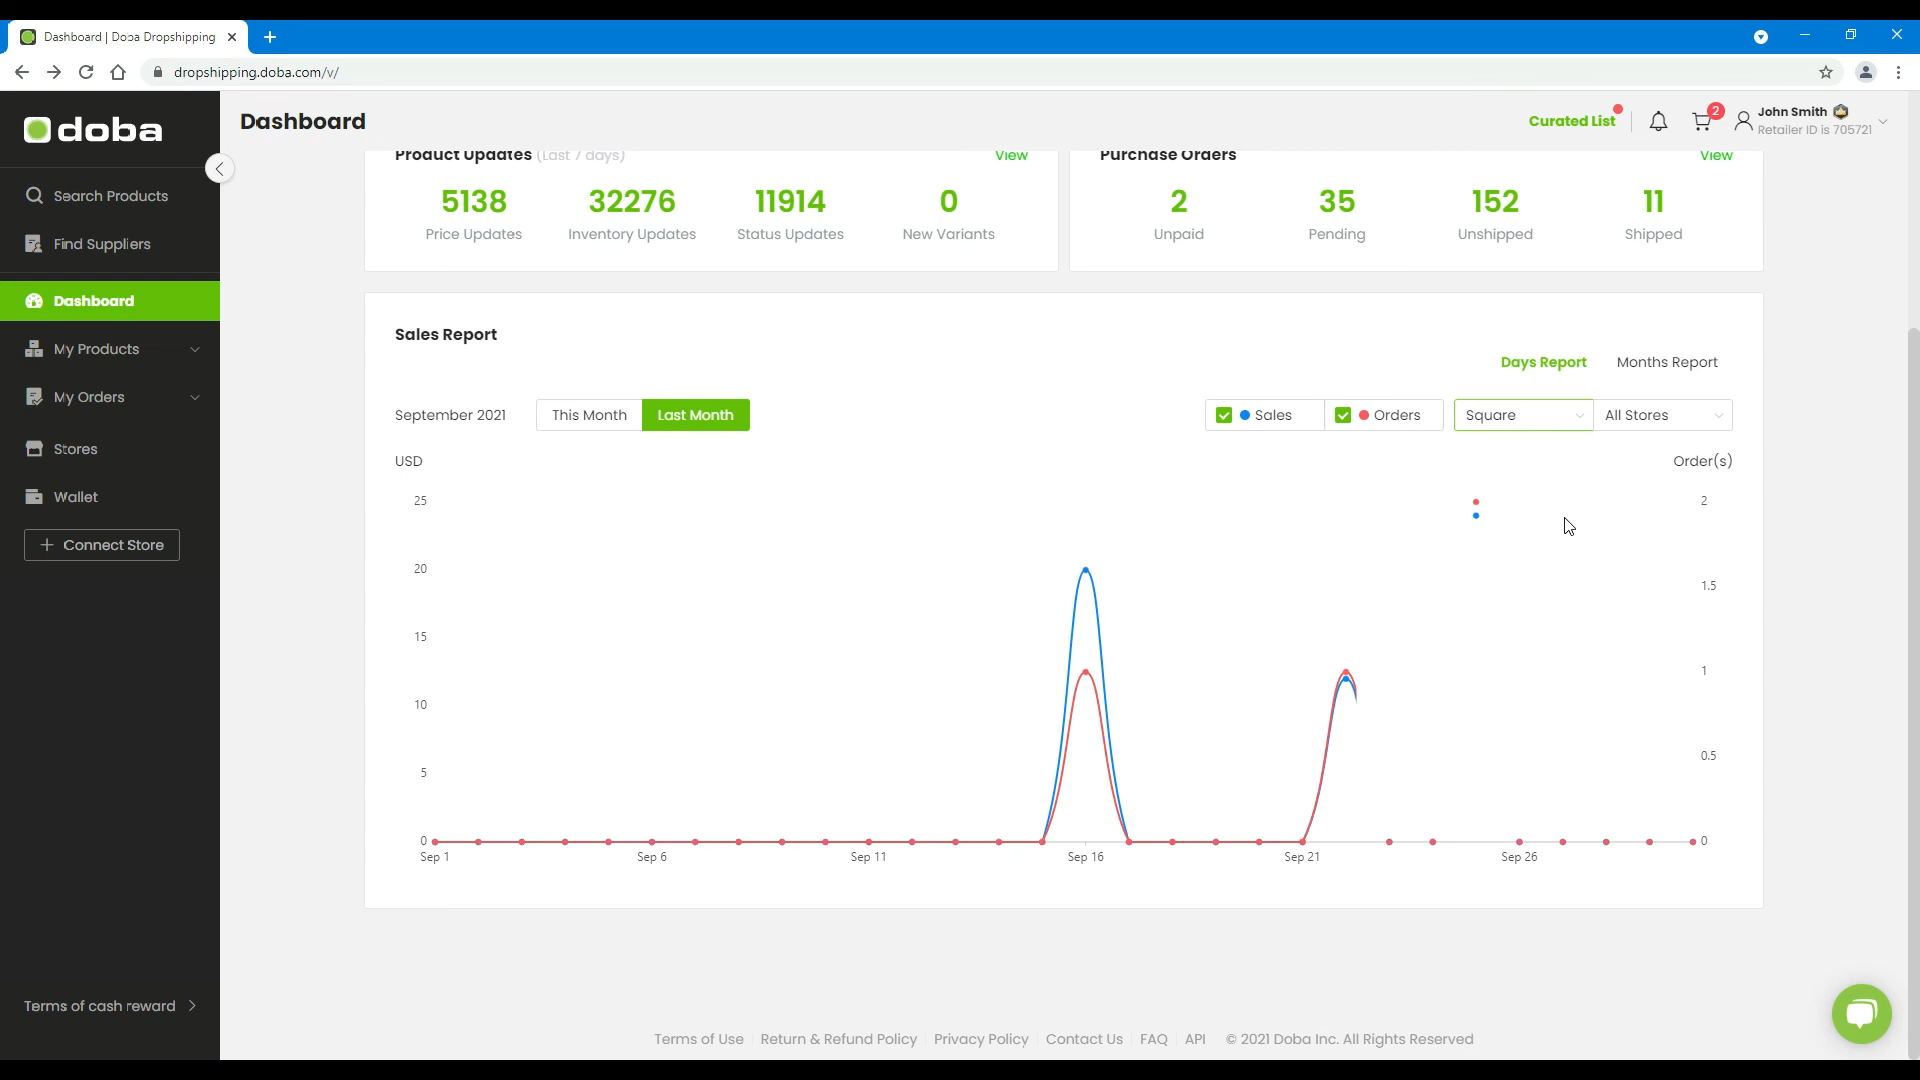 Dashboard | Doba Dropshipping
dropshipping.doba.com/v/
doba
Dashboard
Curated List
2
John Smith
Retailer ID is 705721
Search Products
Find Suppliers
Dashboard
My Products
My Orders
Stores
Wallet
Connect Store
Terms of cash reward
Product Updates (Last 7 days)
View
5138 32276 11914 0
Price Updates Inventory Updates Status Updates New Variants
Purchase Orders
View
2 35 152 11
Unpaid Pending Unshipped Shipped
Sales Report
Days Report Months Report
September 2021 This Month Last Month Sales Orders Square All Stores
USD Order(s)
25
20
15
10
5
0
2
1.5
1
0.5
0
Sep 1 Sep 6 Sep 11 Sep 16 Sep 21 Sep 26
Terms of Use Return & Refund Policy Privacy Policy Contact Us FAQ API © 2021 Doba Inc. All Rights Reserved